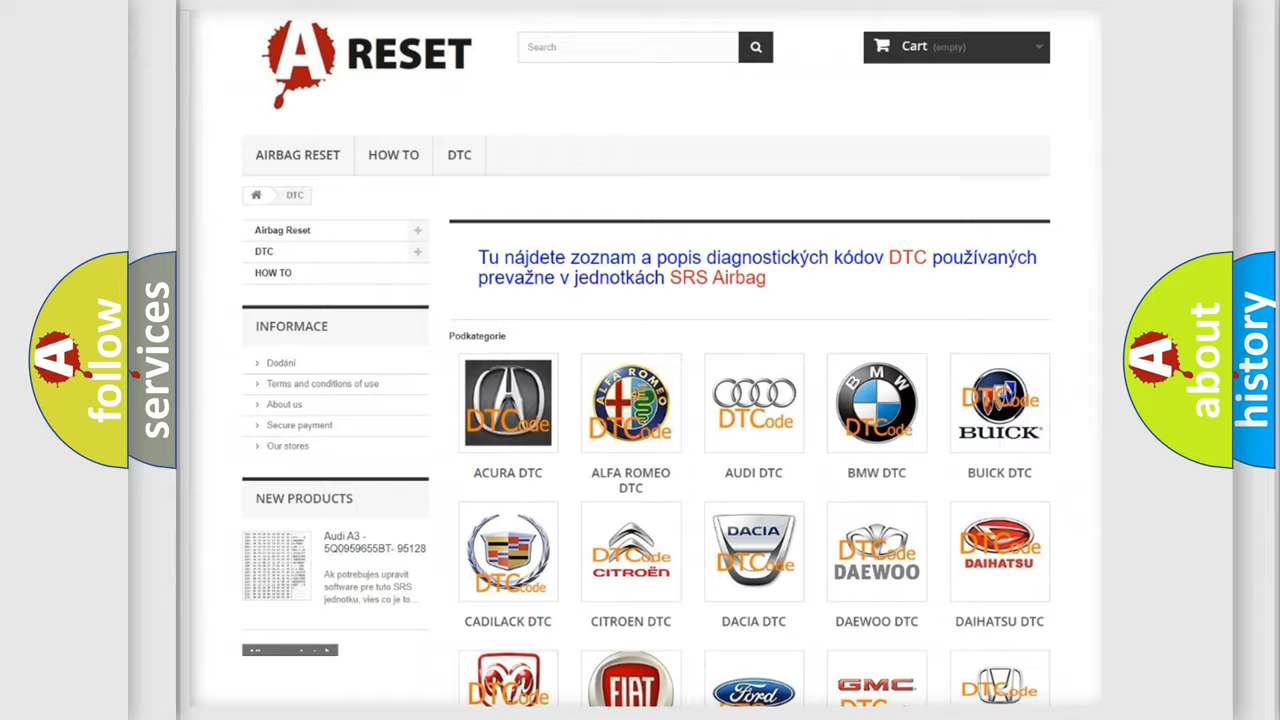 A RESET
Search
Cart (empty)
AIRBAG RESET
HOW TO
DTC
DTC
Airbag Reset
DTC
HOW TO
Tu nájdete zoznam a popis diagnostických kódov DTC používaných
prevažne v jednotkách SRS Airbag
INFORMACE
Dodání
Terms and conditions of use
About us
Secure payment
Our stores
NEW PRODUCTS
Audi A3 -
5Q0959655BT- 95128
Ak potrebujes upravit
software pre tuto SRS
jednotku, vies co je to...
Podkategorie
DTCode
ALFA ROMEO
DTCode
DTCode
BMW
DTCode
DTCode
BUICK
ACURA DTC
ALFA ROMEO
DTC
AUDI DTC
BMW DTC
BUICK DTC
DTCode
DTCode
CITROËN
DACIA
DTCode
DTCode
DAEWOO
DTCode
DAIHATSU
CADILACK DTC
CITROEN DTC
DACIA DTC
DAEWOO DTC
DAIHATSU DTC
DTCode
FIAT
Ford
GMC
DTCode
A follow
services
A about
history